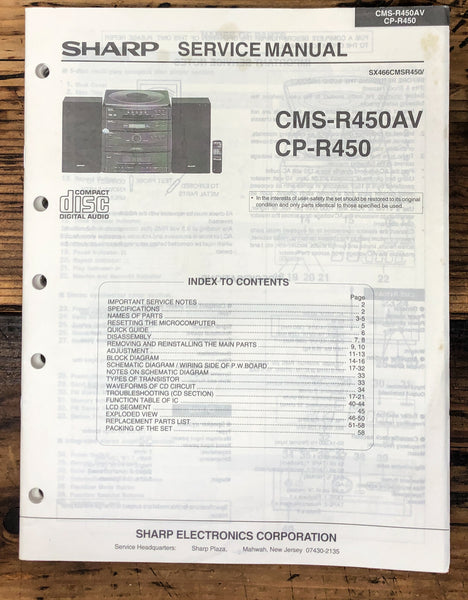 CMS-R450AV
CP-R450
SHARP SERVICE MANUAL
SX466CMSR450/
CMS-R450AV
CP-R450
COMPACT
disc
DIGITAL AUDIO
• In the interests of user-safety the set should be restored to its original condition and only parts identical to those specified be used.
INDEX TO CONTENTS
Page
IMPORTANT SERVICE NOTES 2
SPECIFICATIONS 2
NAMES OF PARTS 3-5
RESETTING THE MICROCOMPUTER 5
QUICK GUIDE 6
DISASSEMBLY 7, 8
REMOVING AND REINSTALLING THE MAIN PARTS 9, 10
ADJUSTMENT 11-13
BLOCK DIAGRAM 14-16
SCHEMATIC DIAGRAM / WIRING SIDE OF P.W.BOARD 17-32
NOTES ON SCHEMATIC DIAGRAM 33
TYPES OF TRANSISTOR 33
WAVEFORMS OF CD CIRCUIT 34
TROUBLESHOOTING (CD SECTION) 17-21
FUNCTION TABLE OF IC 40-44
LCD SEGMENT 45
EXPLODED VIEW 46-50
REPLACEMENT PARTS LIST 51-58
PACKING OF THE SET 58
SHARP ELECTRONICS CORPORATION
Service Headquarters: Sharp Plaza, Mahwah, New Jersey 07430-2135